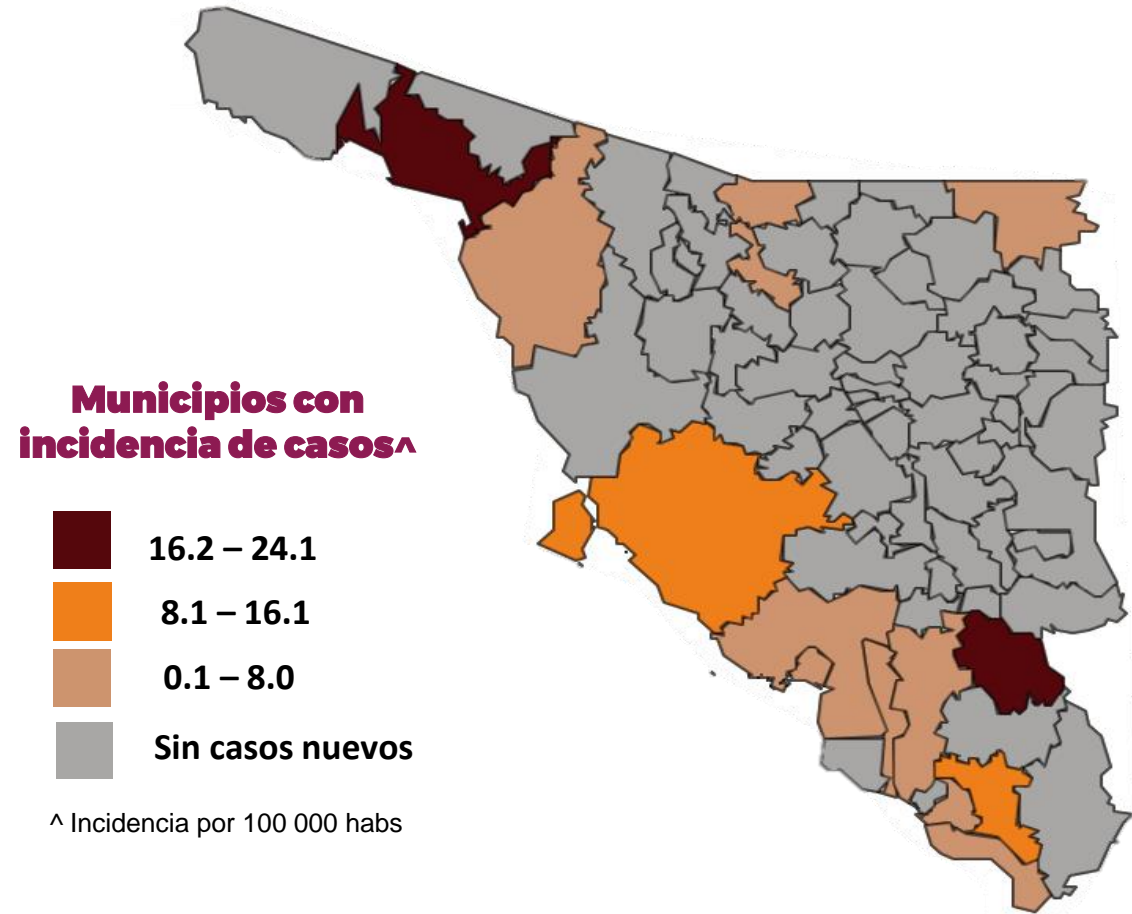 Municipios con
incidencia de casos^
16.2 – 24.1
8.1 – 16.1
0.1 – 8.0
Sin casos nuevos
^ Incidencia por 100 000 habs